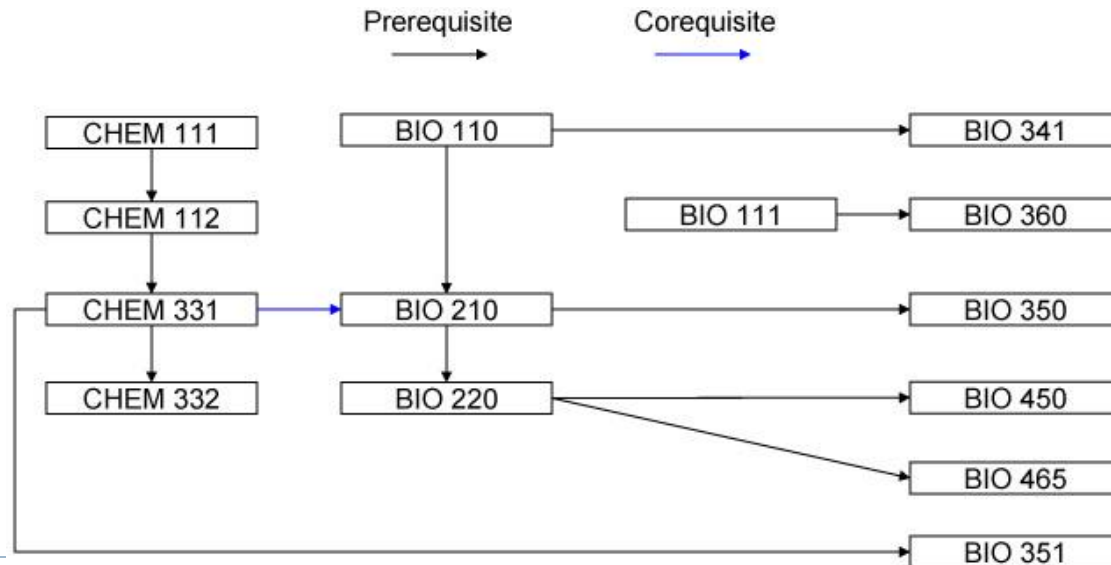 Prerequisite Corequisite
CHEM 111 BIO 110 BIO 341
CHEM 112 BIO 111 BIO 360
CHEM 331 BIO 210 BIO 350
CHEM 332 BIO 220 BIO 450
BIO 465
BIO 351